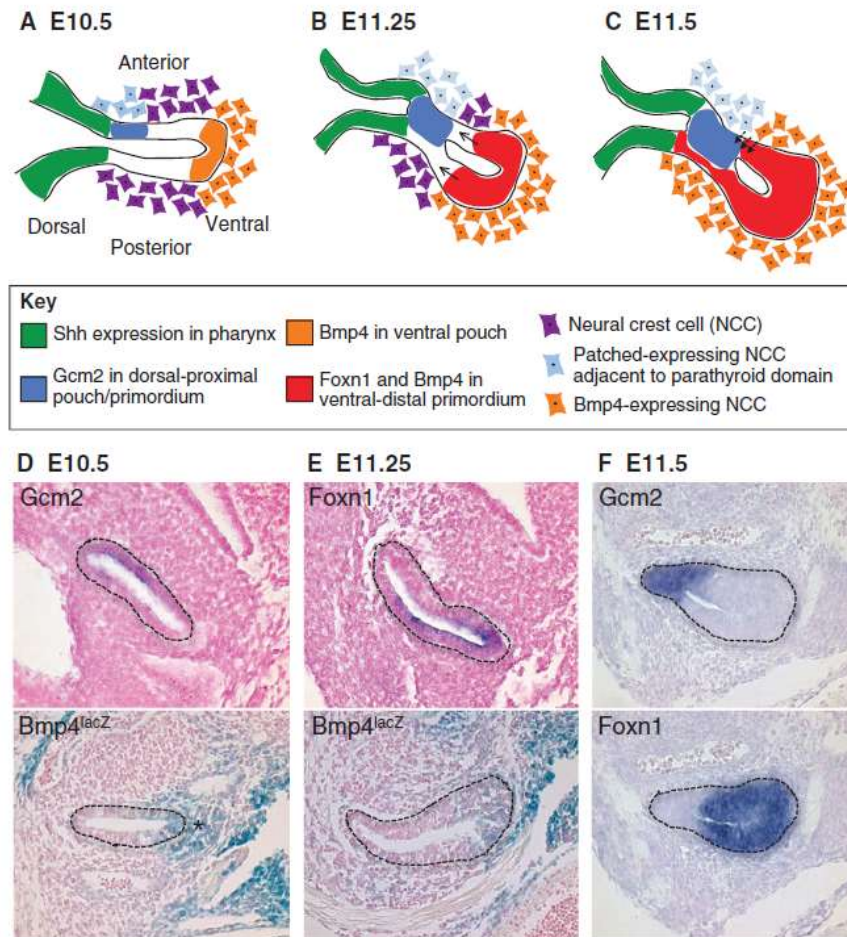 A E10.5
B E11.25
C E11.5
Anterior
Dorsal
Ventral
Posterior
Key
Shh expression in pharynx
Bmp4 in ventral pouch
Neural crest cell (NCC)
Gcm2 in dorsal-proximal
pouch/primordium
Foxn1 and Bmp4 in
ventral-distal primordium
Patched-expressing NCC
adjacent to parathyroid domain
Bmp4-expressing NCC
D E10.5
E E11.25
F E11.5
Gcm2
Foxn1
Gcm2
Bmp4lacZ
*
Bmp4lacZ
Foxn1